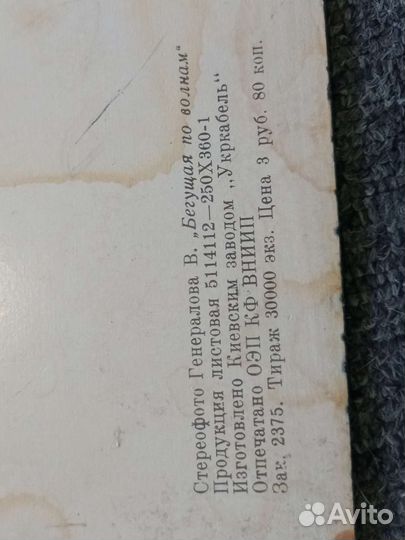 Стереофото Генералова В. „Бегущая по волнам“
Продукция листовая 5114112—250Х360-1
Изготовлено Киевским заводом ,,Укркабель“
Отпечатано ОЭП КФ ВНИИП
Зак. 2375. Тираж 30000 экз. Цена 3 руб. 80 коп.
Avito